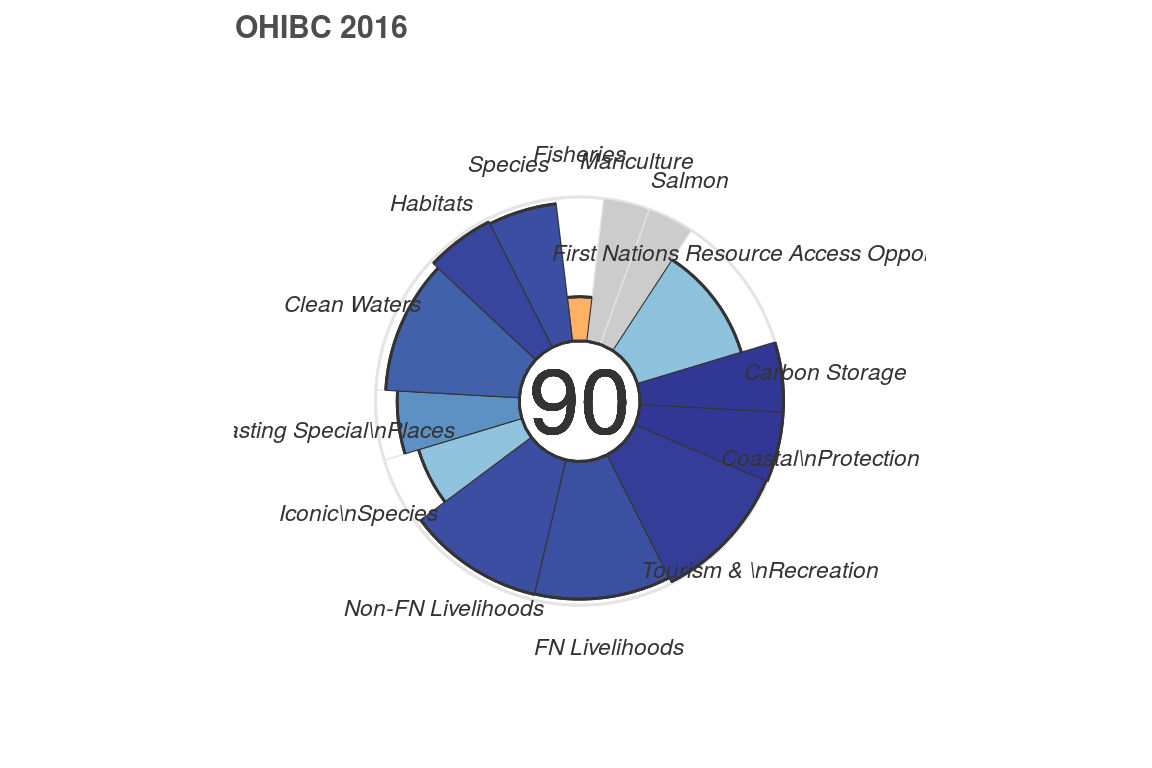 OHIBC 2016
Fisheries
Mariculture
Species
Salmon
Habitats
First Nations Resource Access Oppo
Clean Waters
Carbon Storage
asting Special\nPlaces
Coastal\nProtection
Iconic\nSpecies
Tourism & \nRecreation
Non-FN Livelihoods
FN Livelihoods
90